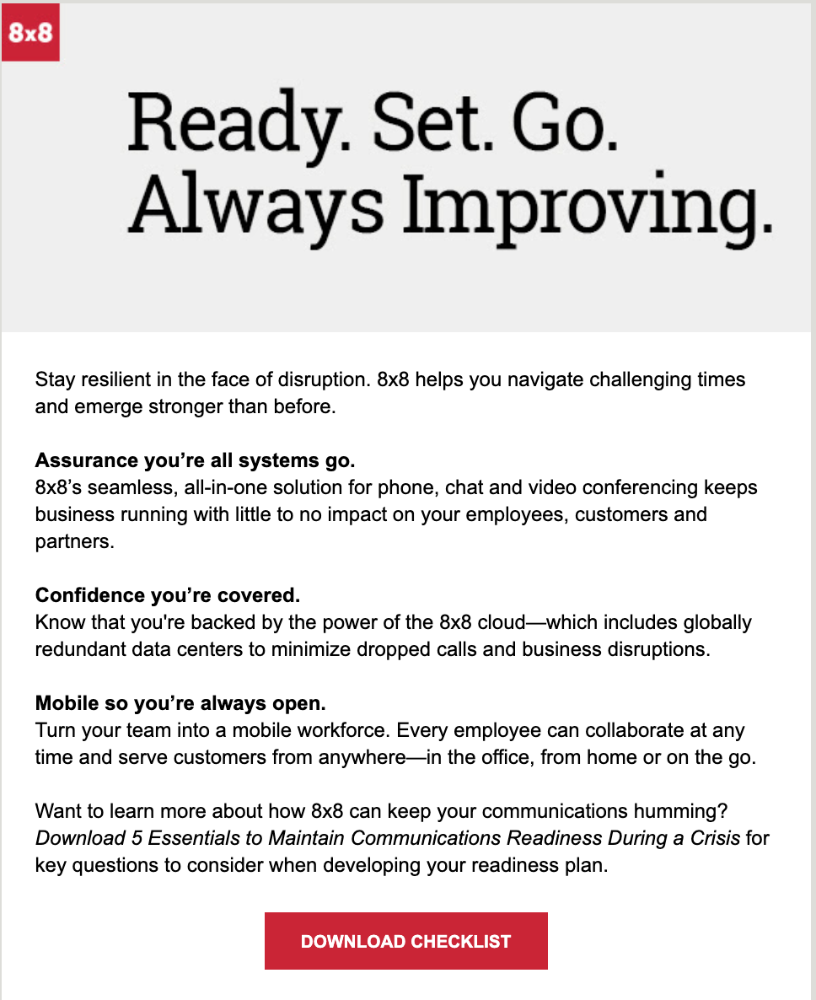 8x8
Ready. Set. Go.
Always Improving.
Stay resilient in the face of disruption. 8x8 helps you navigate challenging times
and emerge stronger than before.
Assurance you’re all systems go.
8x8’s seamless, all-in-one solution for phone, chat and video conferencing keeps
business running with little to no impact on your employees, customers and
partners.
Confidence you’re covered.
Know that you're backed by the power of the 8x8 cloud—which includes globally
redundant data centers to minimize dropped calls and business disruptions.
Mobile so you’re always open.
Turn your team into a mobile workforce. Every employee can collaborate at any
time and serve customers from anywhere—in the office, from home or on the go.
Want to learn more about how 8x8 can keep your communications humming?
Download 5 Essentials to Maintain Communications Readiness During a Crisis for
key questions to consider when developing your readiness plan.
DOWNLOAD CHECKLIST